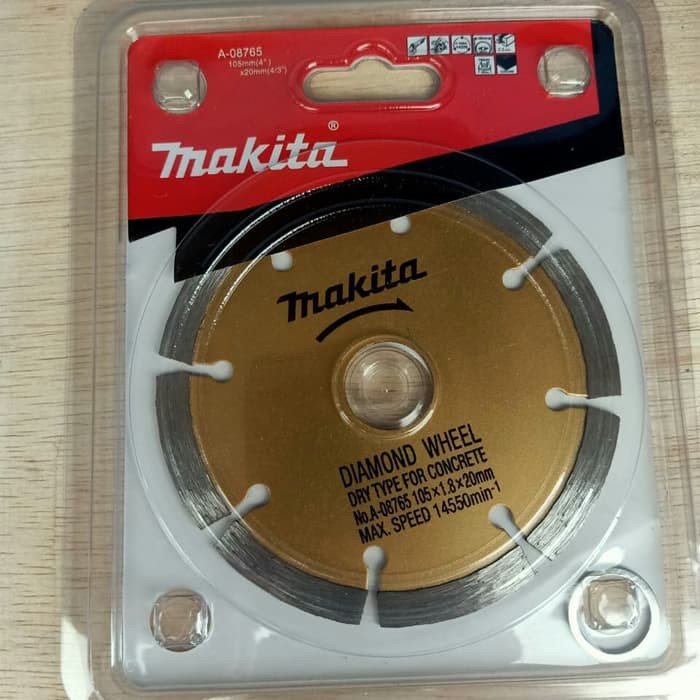 A-08765
105mm(4")
x20mm(4/3")
makita®
makita
DIAMOND WHEEL
DRY TYPE FOR CONCRETE
No.A-08765 105×1.8×20mm
MAX. SPEED 14550min-1